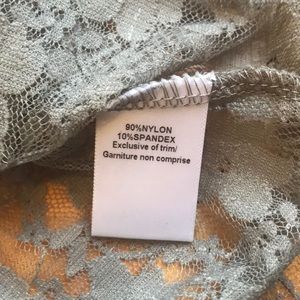 90%NYLON
10%SPANDEX
Exclusive of trim/
Garniture non comprise